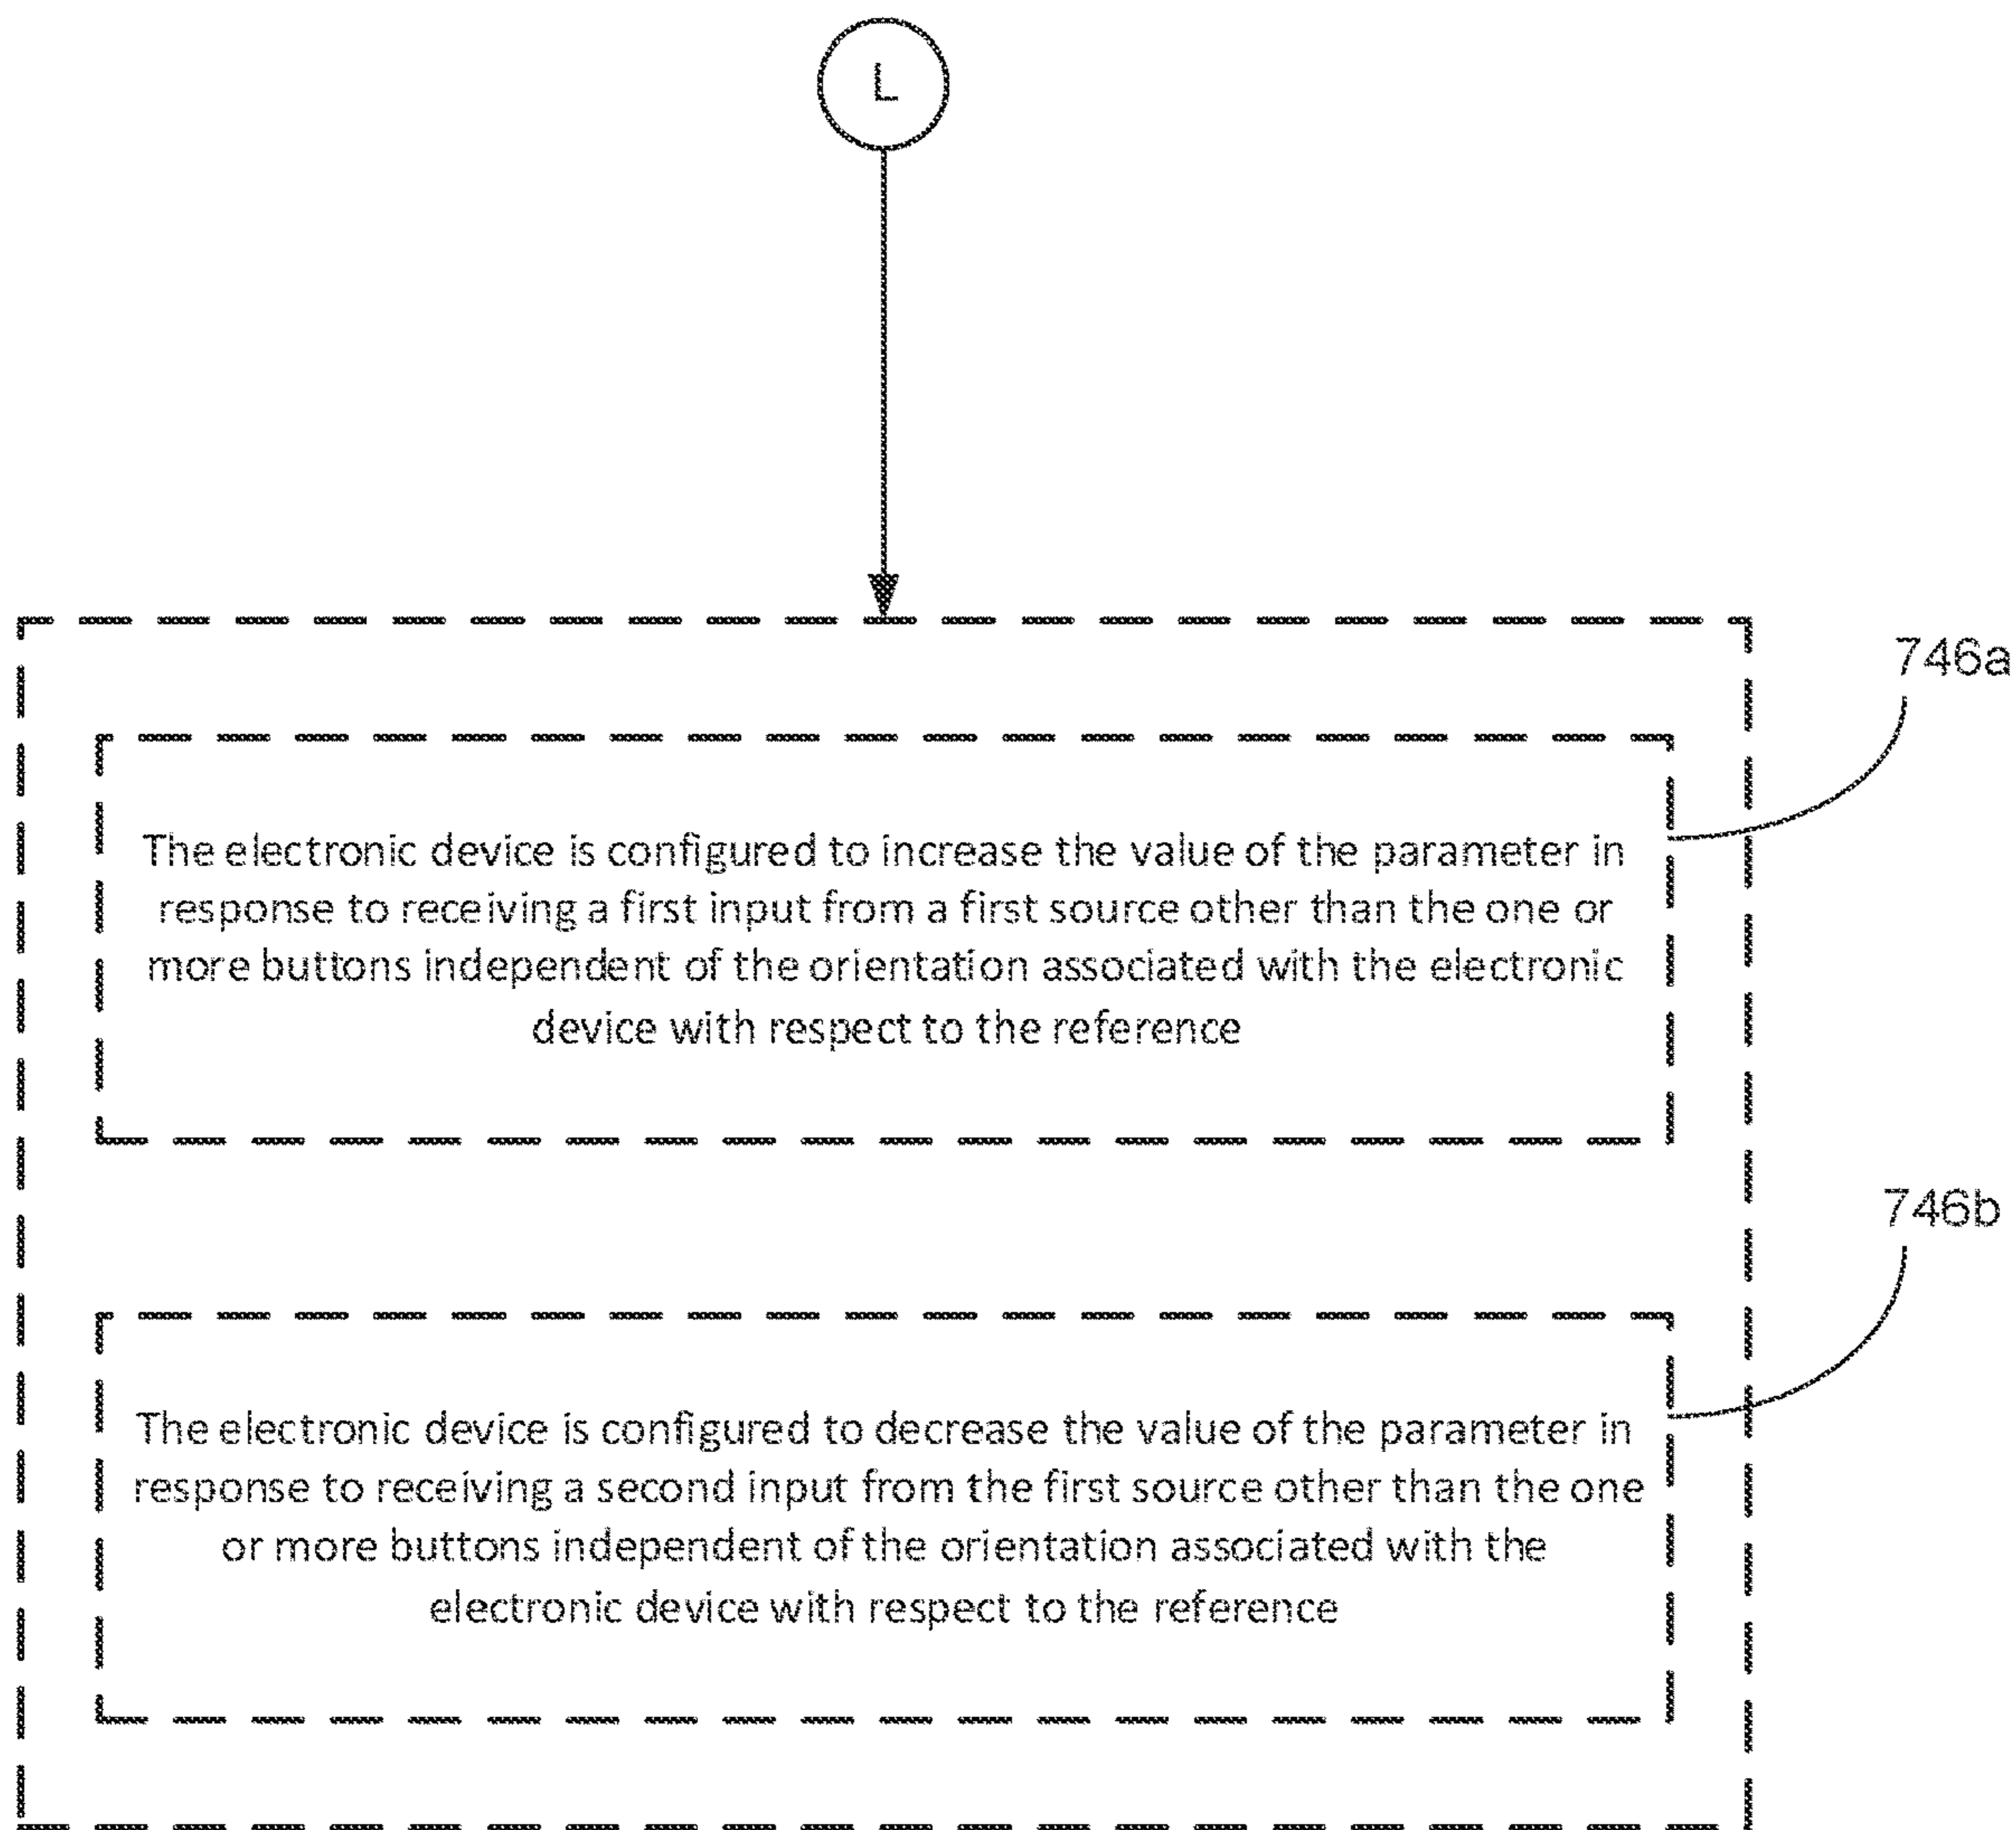 L
746a
The electronic device is configured to increase the value of the parameter in
response to receiving a first input from a first source other than the one or
more buttons independent of the orientation associated with the electronic
device with respect to the reference
746b
The electronic device is configured to decrease the value of the parameter in
response to receiving a second input from the first source other than the one
or more buttons independent of the orientation associated with the
electronic device with respect to the reference